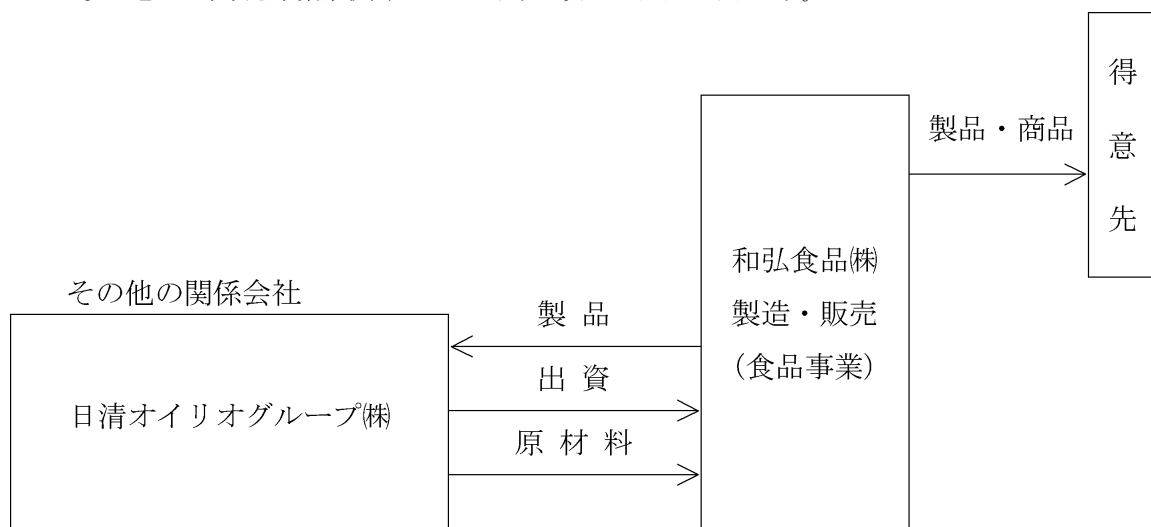 製品・商品
得意先
和弘食品㈱
製造・販売
(食品事業)
その他の関係会社
日清オイリオグループ㈱
製 品
出 資
原 材 料